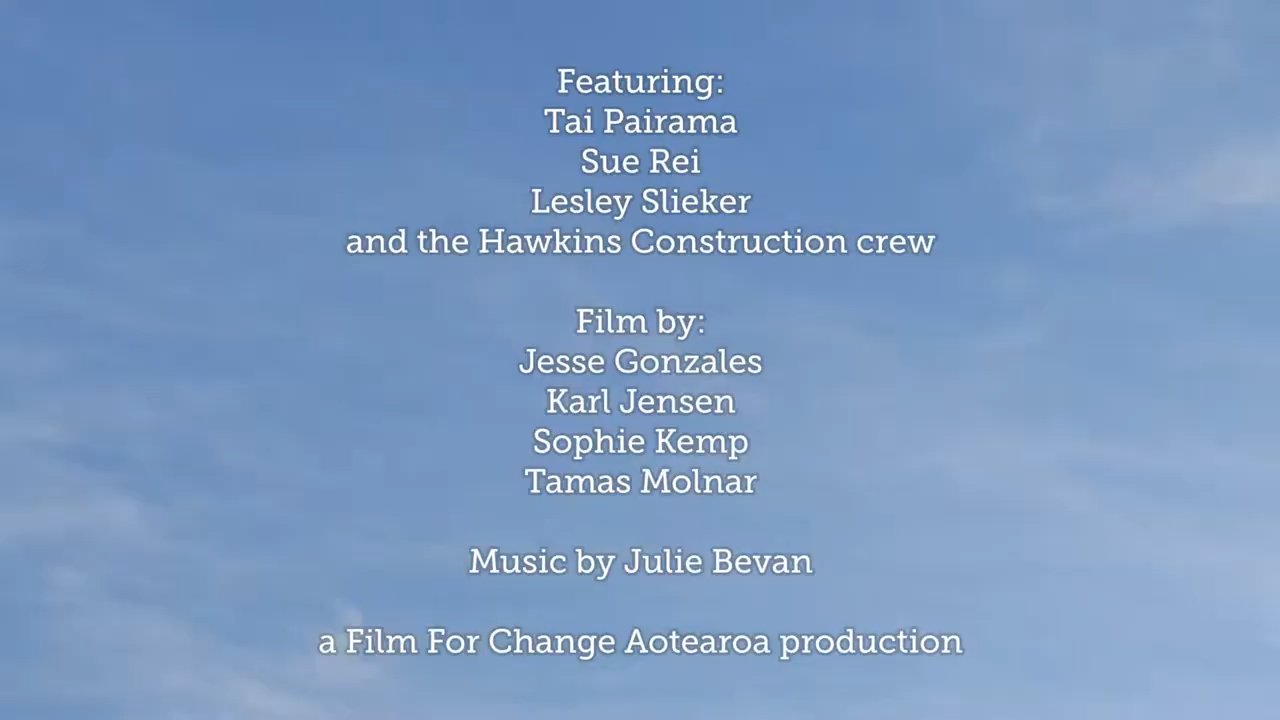 Featuring:
Tai Pairama
Sue Rei
Lesley Slieker
and the Hawkins Construction crew
Film by:
Jesse Gonzales
Karl Jensen
Sophie Kemp
Tamas Molnar
Music by Julie Bevan
a Film For Change Aotearoa production